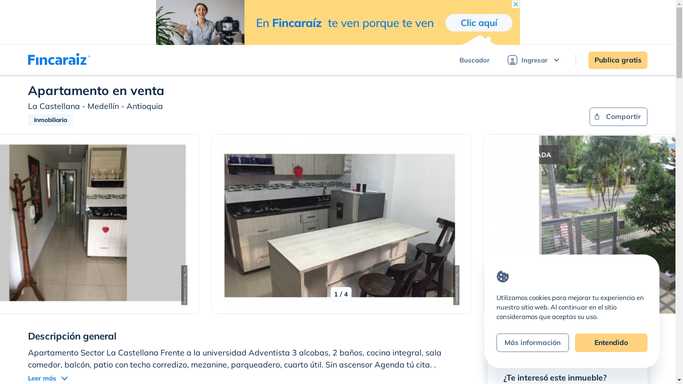 En Fincaraíz te ven porque te ven
Clic aquí
Fincaraíz
Buscador
Ingresar
Publica gratis
Apartamento en venta
La Castellana - Medellín - Antioquia
Inmobiliaria
Compartir
ADA
1 / 4
Utilizamos cookies para mejorar tu experiencia en
nuestro sitio web. Al continuar en el sitio
consideramos que aceptas su uso.
Más información
Entendido
Descripción general
Apartamento Sector La Castellana Frente a la universidad Adventista 3 alcobas, 2 baños, cocina integral, sala
comedor, balcón, patio con techo corredizo, mezanine, parqueadero, cuarto útil. Sin ascensor Agenda tú cita. .
Leer más
¿Te interesó este inmueble?